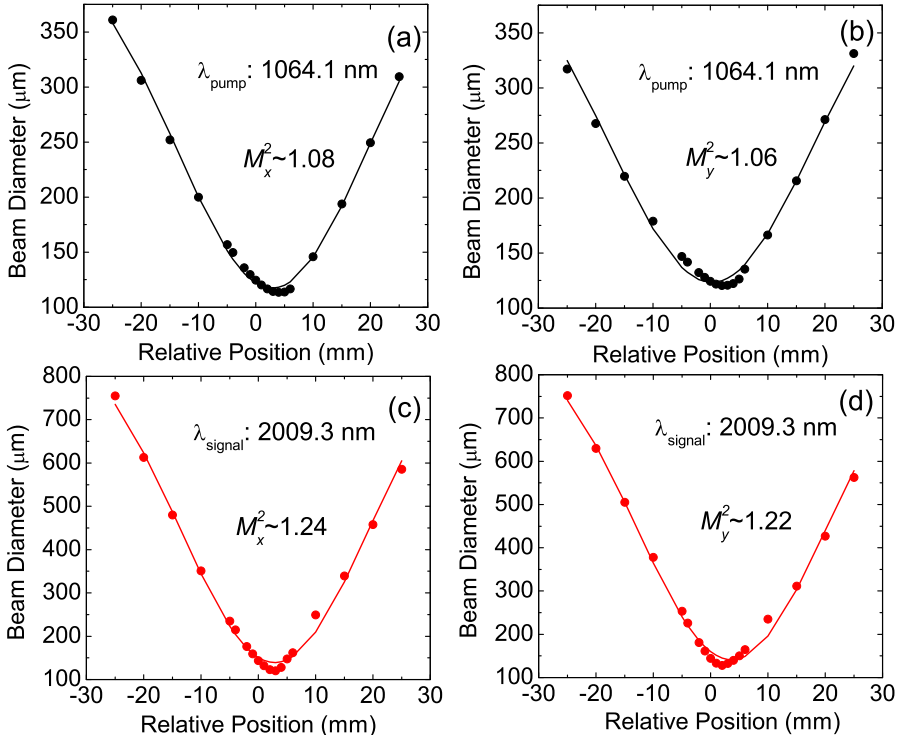 (a)
λpump: 1064.1 nm
Mx2~1.08
Beam Diameter (μm)
350
300
250
200
150
100
-30 -20 -10 0 10 20 30
Relative Position (mm)
(b)
λpump: 1064.1 nm
My2~1.06
Beam Diameter (μm)
350
300
250
200
150
100
-30 -20 -10 0 10 20 30
Relative Position (mm)
(c)
λsignal: 2009.3 nm
Mx2~1.24
Beam Diameter (μm)
800
700
600
500
400
300
200
100
-30 -20 -10 0 10 20 30
Relative Position (mm)
(d)
λsignal: 2009.3 nm
My2~1.22
Beam Diameter (μm)
800
700
600
500
400
300
200
100
-30 -20 -10 0 10 20 30
Relative Position (mm)